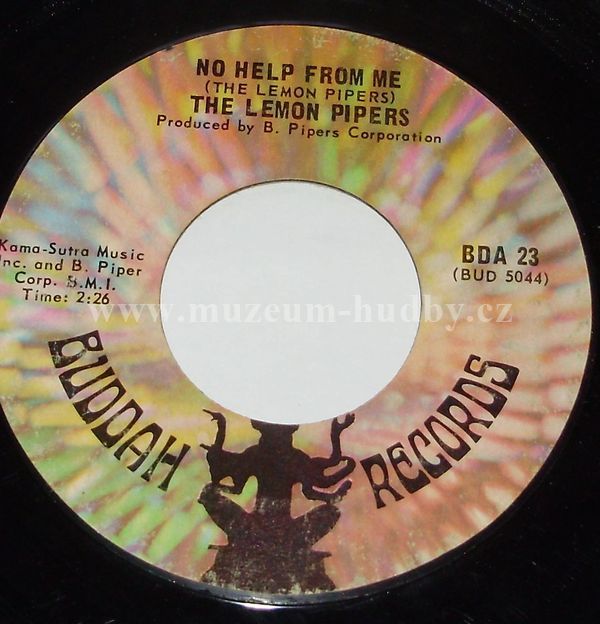 NO HELP FROM ME
(THE LEMON PIPERS)
THE LEMON PIPERS
Produced by B. Pipers Corporation
Kama-Sutra Music
Inc. and B. Piper
Corp. B.M.I.
Time: 2:26
BDA 23
(BUD 5044)
www.muzeum-hudby.cz
BUDDAH RECORDS